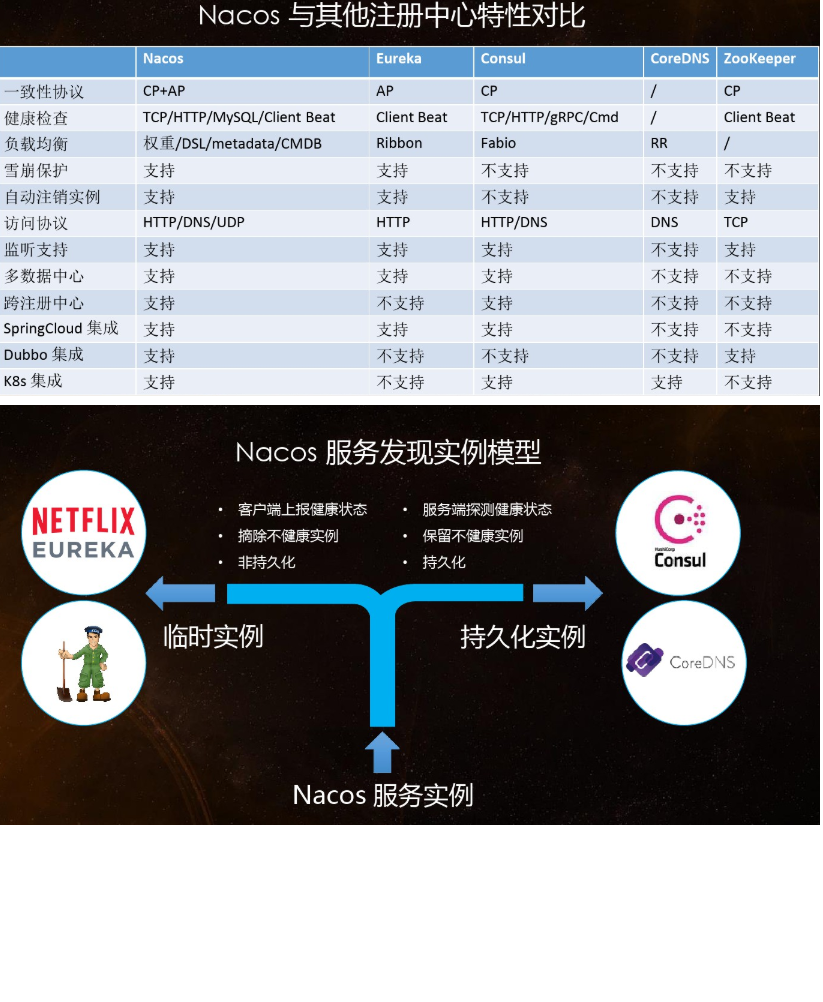 Nacos 与其他注册中心特性对比
Nacos Eureka Consul CoreDNS ZooKeeper
一致性协议 CP+AP AP CP / CP
健康检查 TCP/HTTP/MySQL/Client Beat Client Beat TCP/HTTP/gRPC/Cmd / Client Beat
负载均衡 权重/DSL/metadata/CMDB Ribbon Fabio RR /
雪崩保护 支持 支持 不支持 不支持 不支持
自动注销实例 支持 支持 不支持 不支持 支持
访问协议 HTTP/DNS/UDP HTTP HTTP/DNS DNS TCP
监听支持 支持 支持 支持 不支持 支持
多数据中心 支持 支持 支持 不支持 不支持
跨注册中心 支持 不支持 支持 不支持 不支持
SpringCloud 集成 支持 支持 支持 不支持 不支持
Dubbo 集成 支持 不支持 不支持 不支持 支持
K8s 集成 支持 不支持 支持 支持 不支持
Nacos 服务发现实例模型
NETFLIX
EUREKA
• 客户端上报健康状态
• 摘除不健康实例
• 非持久化
• 服务端探测健康状态
• 保留不健康实例
• 持久化
HashiCorp
Consul
临时实例
持久化实例
CoreDNS
Nacos 服务实例